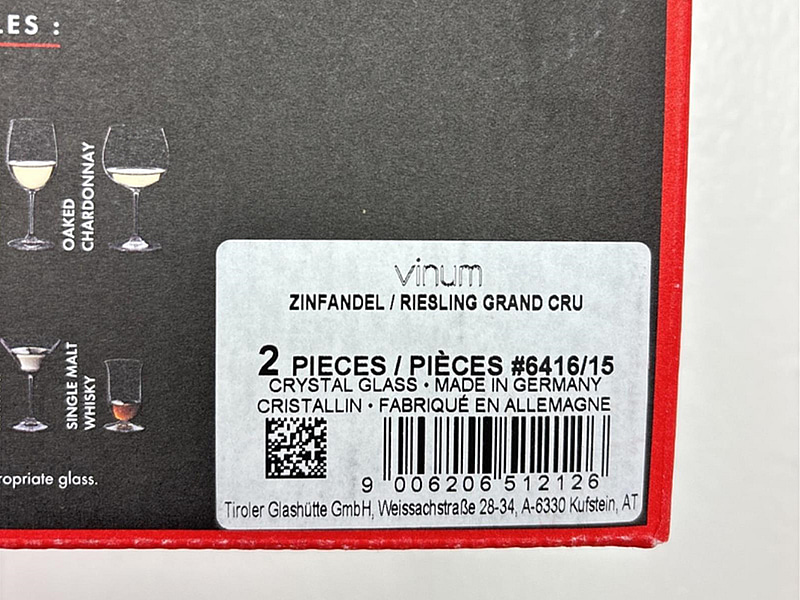 LES :
OAKED
CHARDONNAY
SINGLE MALT
WHISKY
ropriate glass.
vinum
ZINFANDEL / RIESLING GRAND CRU
2 PIECES / PIÈCES #6416/15
CRYSTAL GLASS • MADE IN GERMANY
CRISTALLIN • FABRIQUÉ EN ALLEMAGNE
9 006206 512126
Tiroler Glashütte GmbH, Weissachstraße 28-34, A-6330 Kufstein, AT